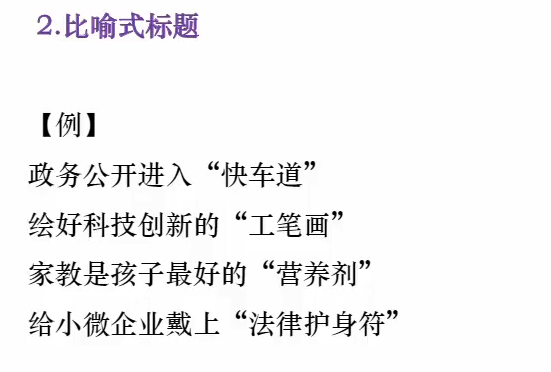 2.比喻式标题
【例】
政务公开进入“快车道”
绘好科技创新的“工笔画”
家教是孩子最好的“营养剂”
给小微企业戴上“法律护身符”